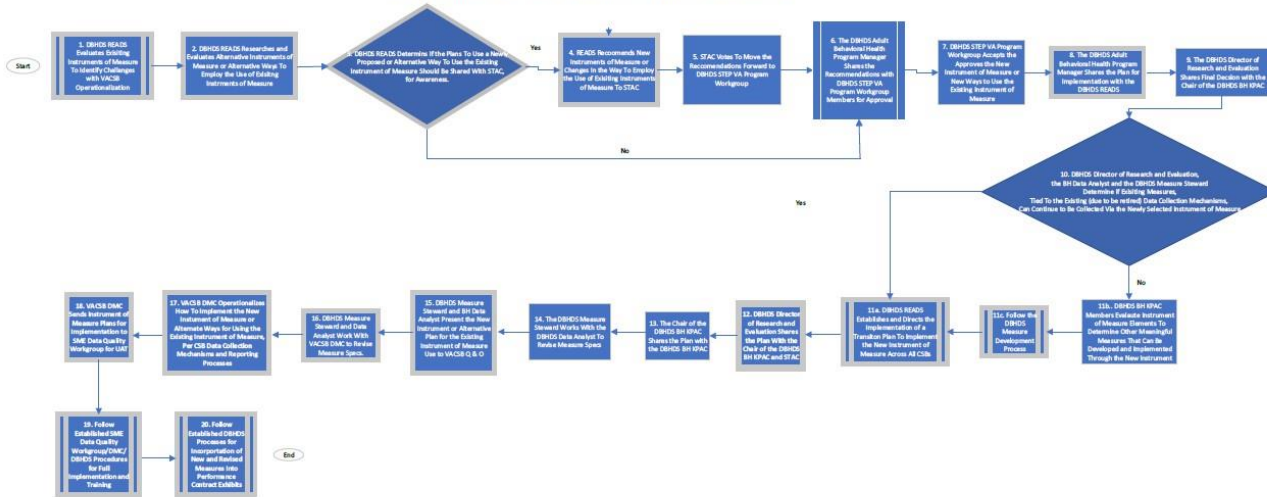 Start
1. DBHDS READS
Evaluates Existing
Instruments of Measure
To Identify Challenges
with VACSB
Operationalization
2. DBHDS READS Researches and
Evaluates Alternative Instruments of
Measure or Alternative Ways To
Employ the Use of Existing
Instrments of Measure
3. DBHDS READS Determine If the Plans To Use a New
Proposed or Alternative Way To Use the Existing
Instrument of Measure Should Be Shared With STAC,
for Awareness.
Yes
No
4. READS Recomends New
Instruments of Measure or
Changes in the Way To Employ
the Use of Existing Instruments
of Measure To STAC
5. STAC Votes To Move the
Recomendations Forward to
DBHDS STEP VA Program
Workgroup
6. The DBHDS Adult
Behavioral Health
Program Manager
Shares the
Recommendations with
DBHDS STEP VA
Program Workgroup
Members for Approval
7. DBHDS STEP VA Program
Workgroup Accepts the
Approves the New
Instrument of Measure or
New Ways to Use the
Existing Instrument of
Measure
8. The DBHDS Adult
Behavioral Health Program
Manager Shares the Plan for
Implementation with the
DBHDS READS
9. The DBHDS Director of
Research and Evaluation
Shares Final Decision with the
Chair of the DBHDS BH KPAC
10. DBHDS Director of Research and Evaluation,
the BH Data Analyst and the DBHDS Measure Steward
Determine if Exisiting Measures,
Tied To the Existing (due to be retired) Data Collection Mechanisms,
Can Continue to Be Collected Via the Newly Selected Instrument of Measure
Yes
No
11b.. DBHDS BH KPAC
Members Evaluate Instrument
of Measure Elements To
Determine Other Meaningful
Measures That Can Be
Developed and Implemented
Through the New Instrument
11c. Follow the
DBHDS Measure
Development
Process
11a. DBHDS READS
Establishes and Directs the
Implementation of a
Transiton Plan To Implement
the New Instrument of
Measure Across All CSBs
12. DBHDS Director
of Research and
Evaluation Shares
the Plan With the
Chair of the DBHDS
BH KPAC and STAC
13. The Chair of
the DBHDS BH KPAC
Shares the Plan with
the DBHDS BH KPAC
14. The DBHDS Measure
Steward Works With the
DBHDS Data Analyst To
Revise Measure Specs
15. DBHDS Measure
Steward and BH Data
Analyst Present the New
Instrument or Alternative
Plan for the Existing
Instrument of Measure
Use to VACSB Q & O
16. DBHDS Measure
Steward and Data
Analyst Work With
VACSB DMC to Revise
Measure Specs.
17. VACSB DMC Operationalizes
How To Implement the New
Instument of Measure or
Alternate Ways for Using the
Existing Instrument of Measure,
Per CSB Data Collection
Mechanisms and Reporting
Processes
18. VACSB DMC
Sends Instrument of
Measure Plans for
Implementation to
SME Data Quality
Workgroup for UAT
19. Follow
Established SME
Data Quality
Workgroup/DMC/
DBHDS Procedures
for Full
Implementation and
Training
20. Follow
Established DBHDS
Processes for
Incorportation of
New and Revised
Measures into
Performance
Contract Exhibits
End